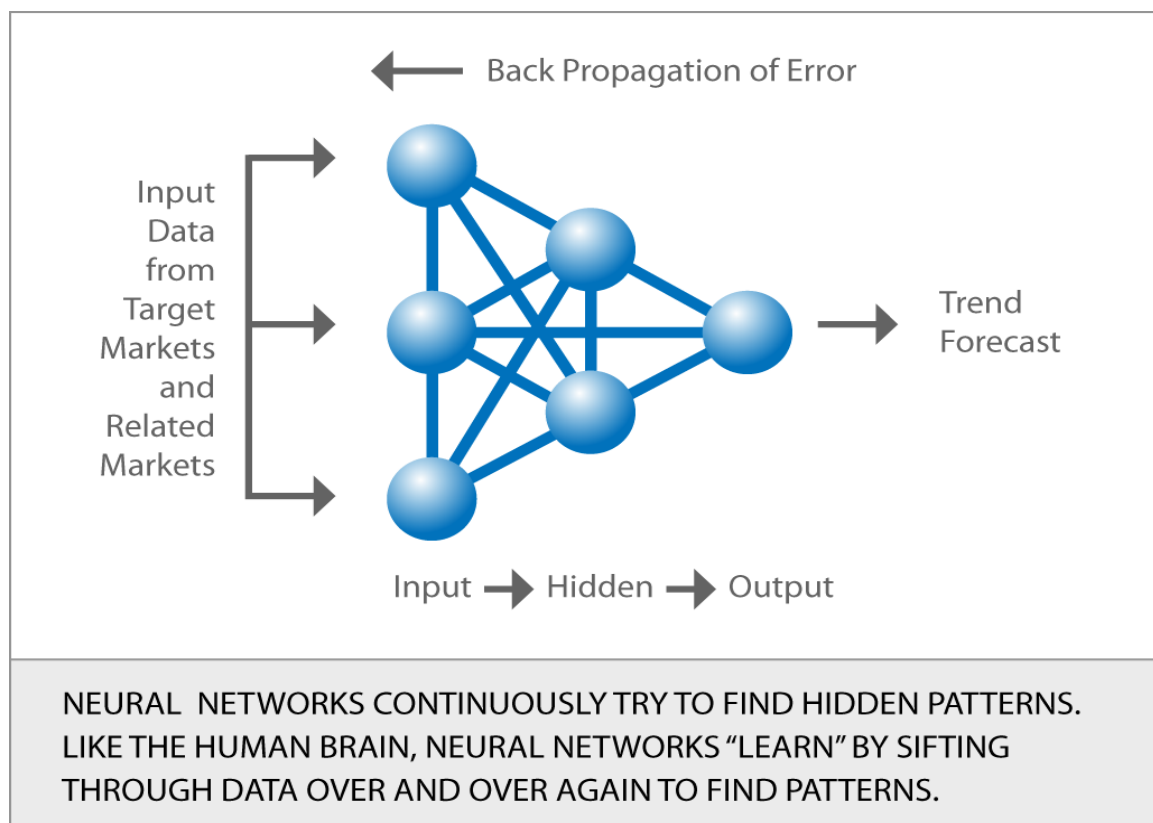 Back Propagation of Error
Input
Data
from
Target
Markets
and
Related
Markets
Trend
Forecast
Input
Hidden
Output
NEURAL NETWORKS CONTINUOUSLY TRY TO FIND HIDDEN PATTERNS.
LIKE THE HUMAN BRAIN, NEURAL NETWORKS “LEARN” BY SIFTING
THROUGH DATA OVER AND OVER AGAIN TO FIND PATTERNS.